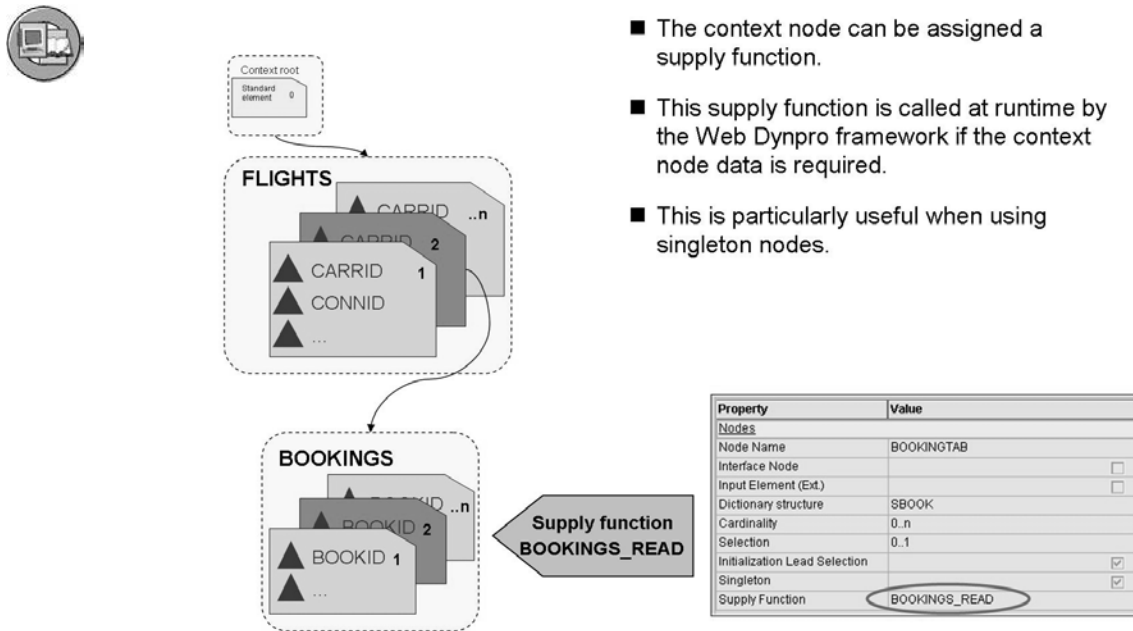 ■ The context node can be assigned a
supply function.
■ This supply function is called at runtime by
the Web Dynpro framework if the context
node data is required.
■ This is particularly useful when using
singleton nodes.
Context root
Standard
element 0
FLIGHTS
CARRID ..n
CARRID 2
CARRID 1
CONNID
...
BOOKINGS
BOOKID ..n
BOOKID 2
BOOKID 1
...
Supply function
BOOKINGS_READ
Property Value
Nodes
Node Name BOOKINGTAB
Interface Node
Input Element (Ext.)
Dictionary structure SBOOK
Cardinality 0..n
Selection 0..1
Initialization Lead Selection
Singleton
Supply Function BOOKINGS_READ